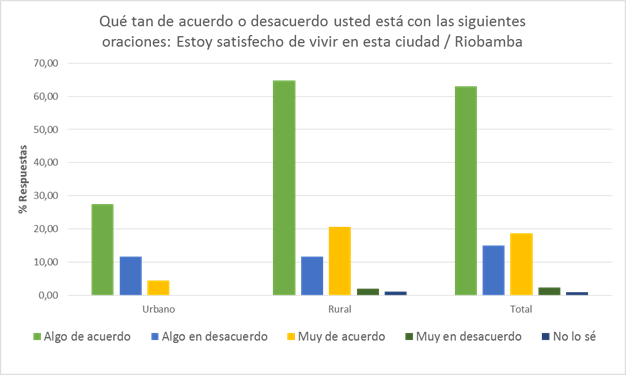 Qué tan de acuerdo o desacuerdo usted está con las siguientes
oraciones: Estoy satisfecho de vivir en esta ciudad / Riobamba
70,00
60,00
50,00
40,00
30,00
20,00
10,00
0,00
% Respuestas
Urbano Rural Total
Algo de acuerdo Algo en desacuerdo Muy de acuerdo Muy en desacuerdo No lo sé